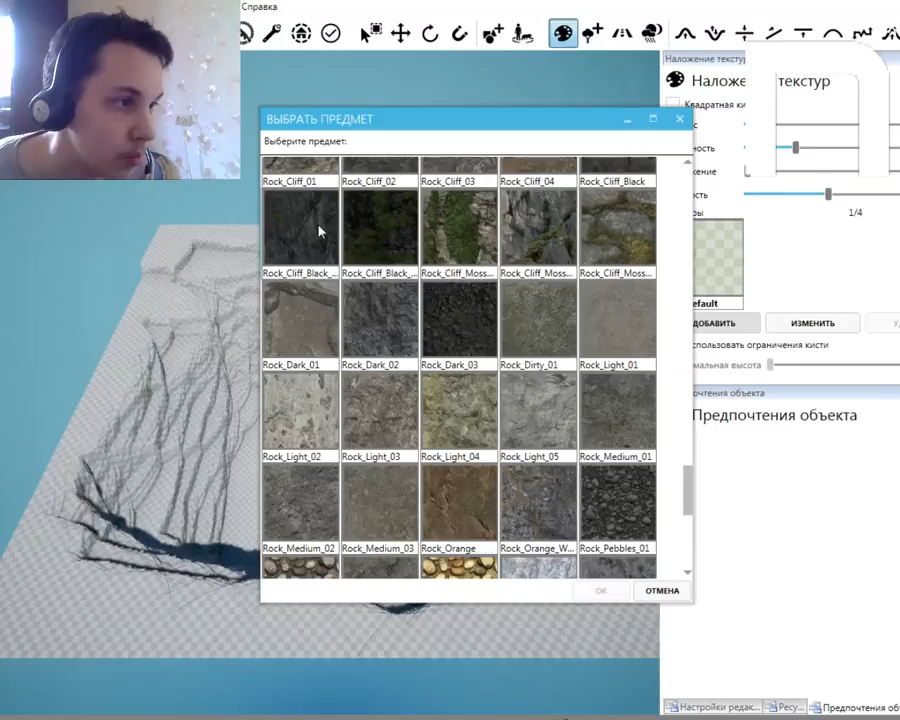 Справка
Наложение текстур
Наложе текстур
ВЫБРАТЬ ПРЕДМЕТ
Выберите предмет:
Квадратная ки
Rock_Cliff_01 Rock_Cliff_02 Rock_Cliff_03 Rock_Cliff_04 Rock_Cliff_Black
ность
жение
ость
1/4
ры
Rock_Cliff_Black_... Rock_Cliff_Black_... Rock_Cliff_Moss... Rock_Cliff_Moss... Rock_Cliff_Moss...
efault
ДОБАВИТЬ ИЗМЕНИТЬ
спользовать ограничения кисти
мальная высота
Rock_Dark_01 Rock_Dark_02 Rock_Dark_03 Rock_Dirty_01 Rock_Light_01
очтения объекта
Предпочтения объекта
Rock_Light_02 Rock_Light_03 Rock_Light_04 Rock_Light_05 Rock_Medium_01
Rock_Medium_02 Rock_Medium_03 Rock_Orange Rock_Orange_W... Rock_Pebbles_01
ОК ОТМЕНА
Настройки редак... Ресу... Предпочтения об